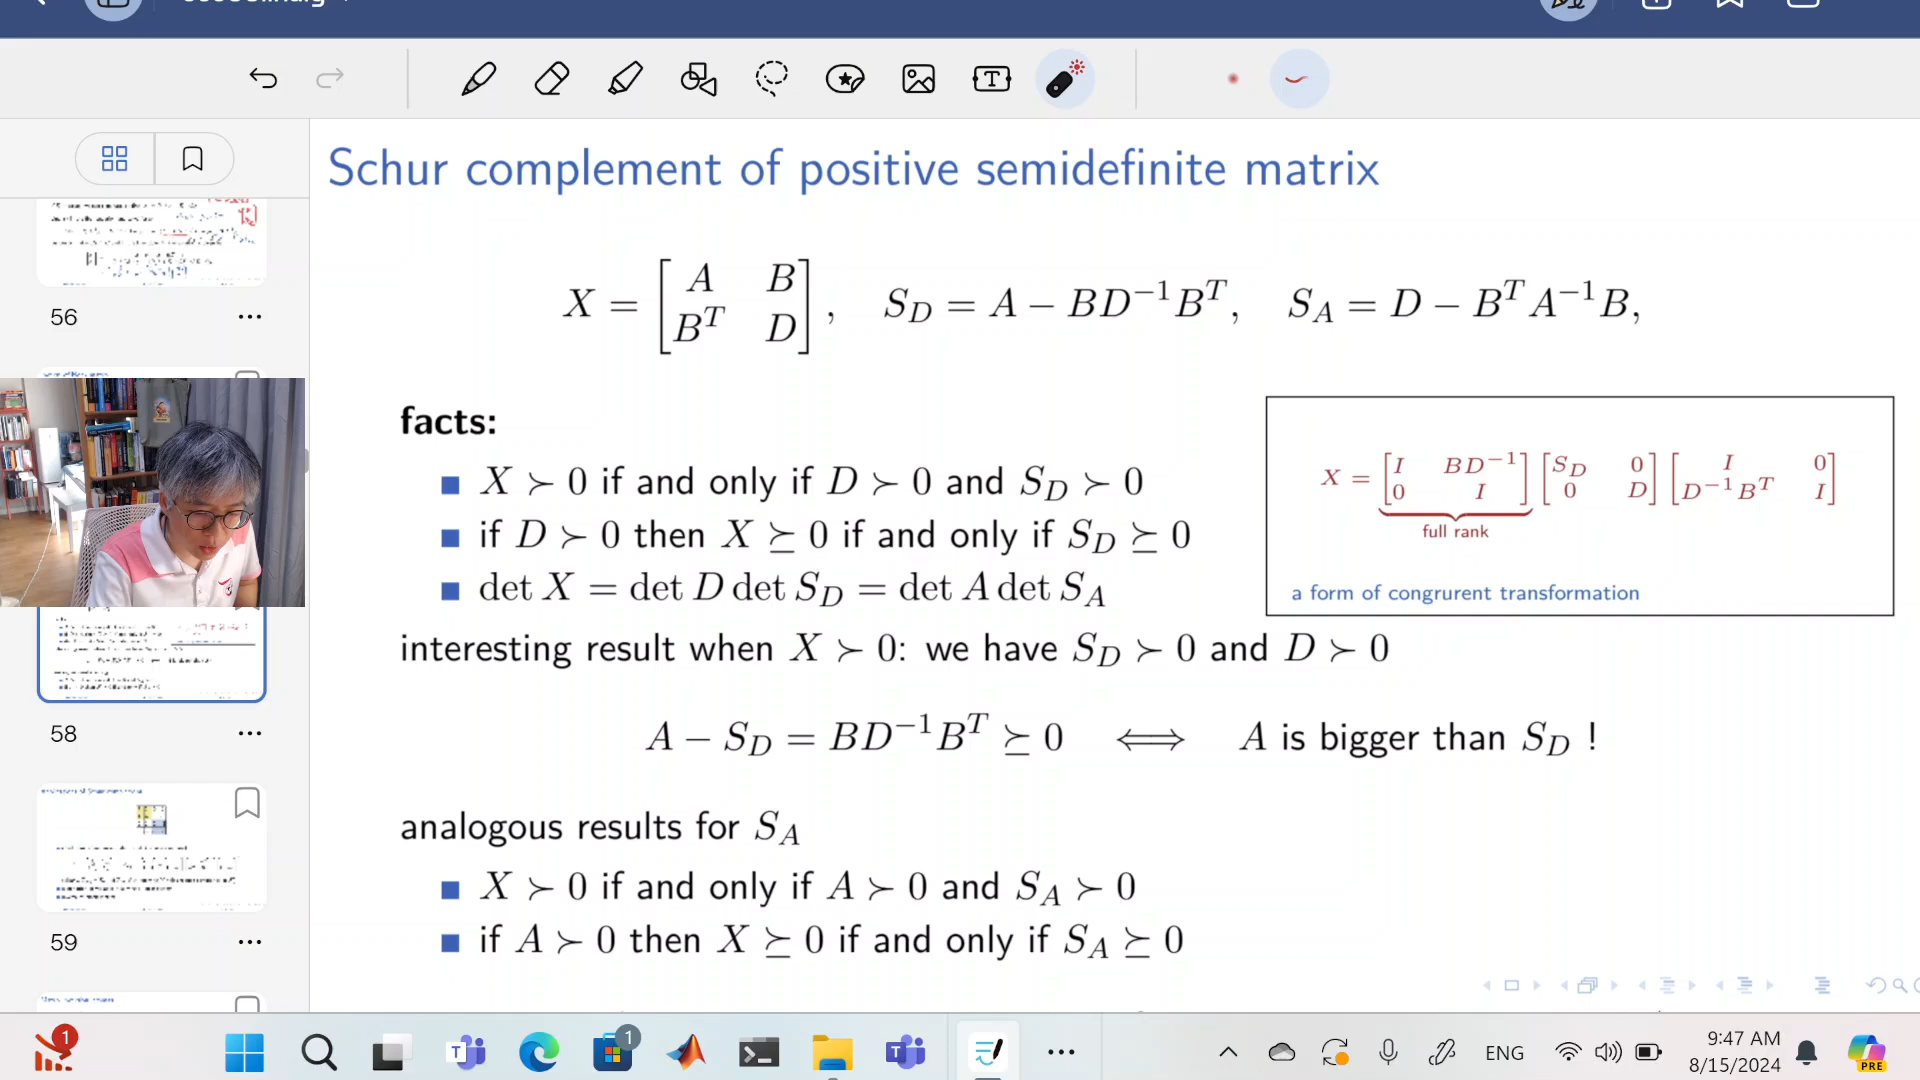 Schur complement of positive semidefinite matrix
X = [A B; B^T D], S_D = A − BD^{−1}B^T, S_A = D − B^T A^{−1}B,
facts:
■ X ≻ 0 if and only if D ≻ 0 and S_D ≻ 0
■ if D ≻ 0 then X ⪰ 0 if and only if S_D ⪰ 0
■ det X = det D det S_D = det A det S_A
X = [I BD^{−1}; 0 I] [S_D 0; 0 D] [I 0; D^{−1}B^T I]
full rank
a form of congrurent transformation
interesting result when X ≻ 0: we have S_D ≻ 0 and D ≻ 0
A − S_D = BD^{−1}B^T ⪰ 0 ⟺ A is bigger than S_D !
analogous results for S_A
■ X ≻ 0 if and only if A ≻ 0 and S_A ≻ 0
■ if A ≻ 0 then X ⪰ 0 if and only if S_A ⪰ 0
56
58
59
T
1
1
ENG
9:47 AM
8/15/2024
PRE